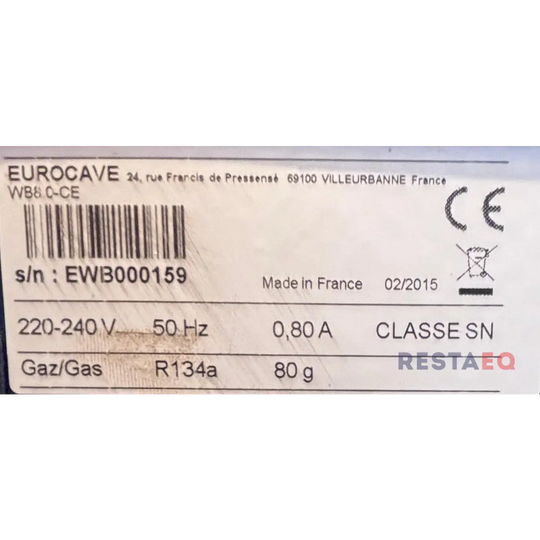 EUROCAVE 24, rue Francis de Pressensé 69100 VILLEURBANNE France
WB8.0-CE
CE
s/n : EWB000159
Made in France 02/2015
220-240 V 50 Hz 0,80 A CLASSE SN
Gaz/Gas R134a 80 g
RESTAEQ